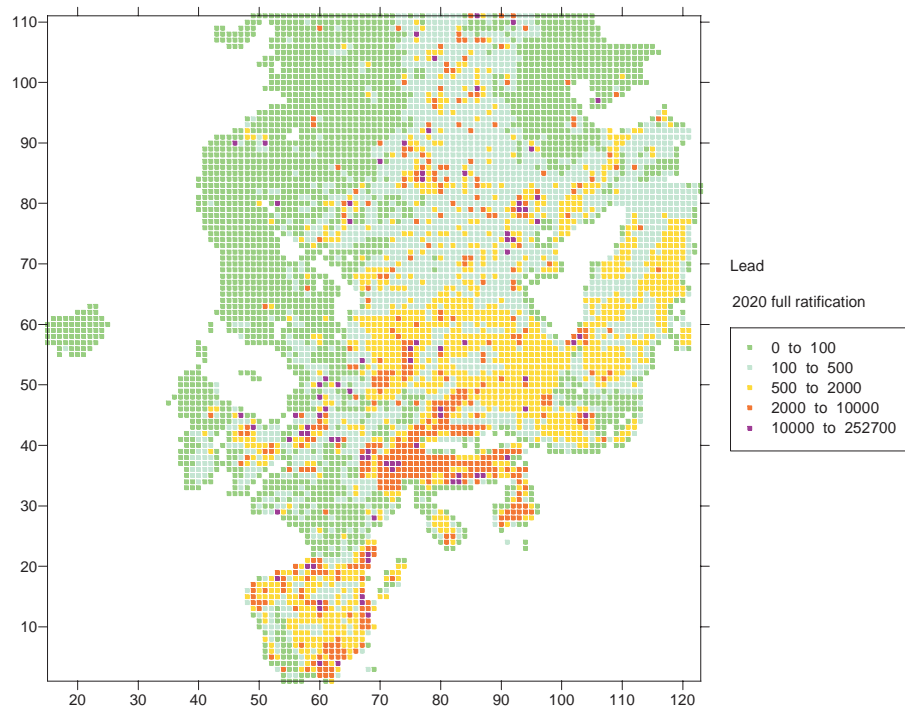 110
100
90
80
70
60
50
40
30
20
10
20 30 40 50 60 70 80 90 100 110 120
Lead
2020 full ratification
0 to 100
100 to 500
500 to 2000
2000 to 10000
10000 to 252700